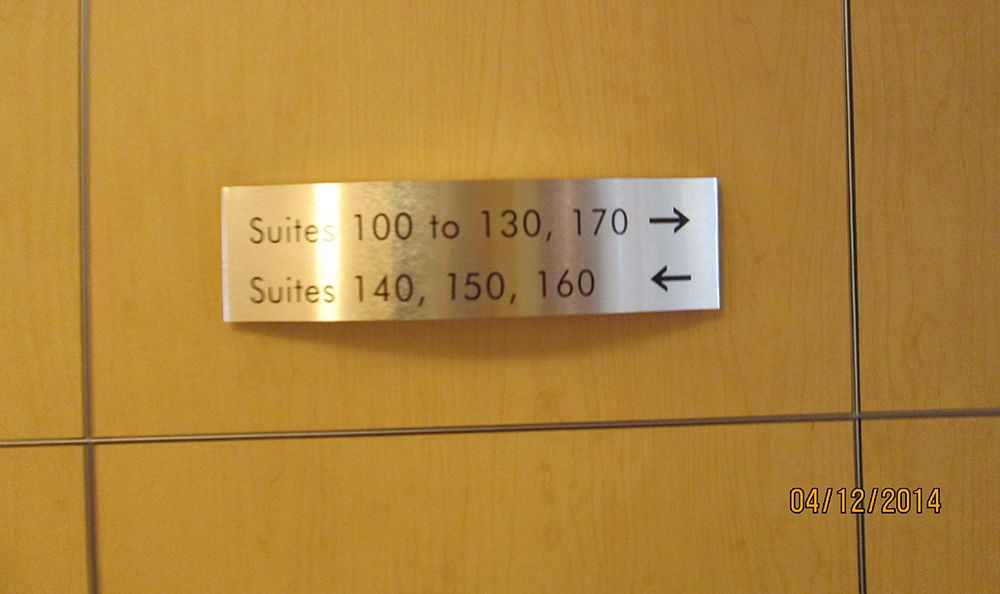 Suites 100 to 130, 170 →
Suites 140, 150, 160 ←
04/12/2014